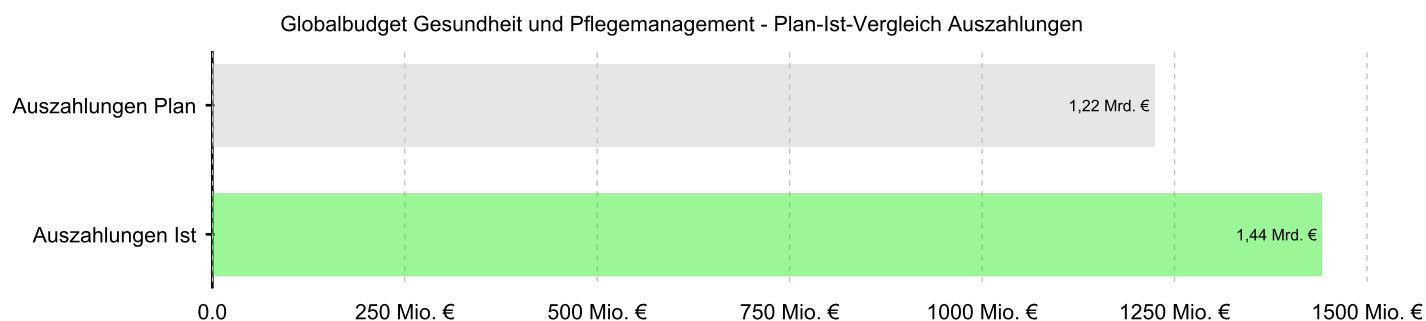 Globalbudget Gesundheit und Pflegemanagement - Plan-Ist-Vergleich Auszahlungen
Auszahlungen Plan
1,22 Mrd. €
Auszahlungen Ist
1,44 Mrd. €
0.0 250 Mio. € 500 Mio. € 750 Mio. € 1000 Mio. € 1250 Mio. € 1500 Mio. €